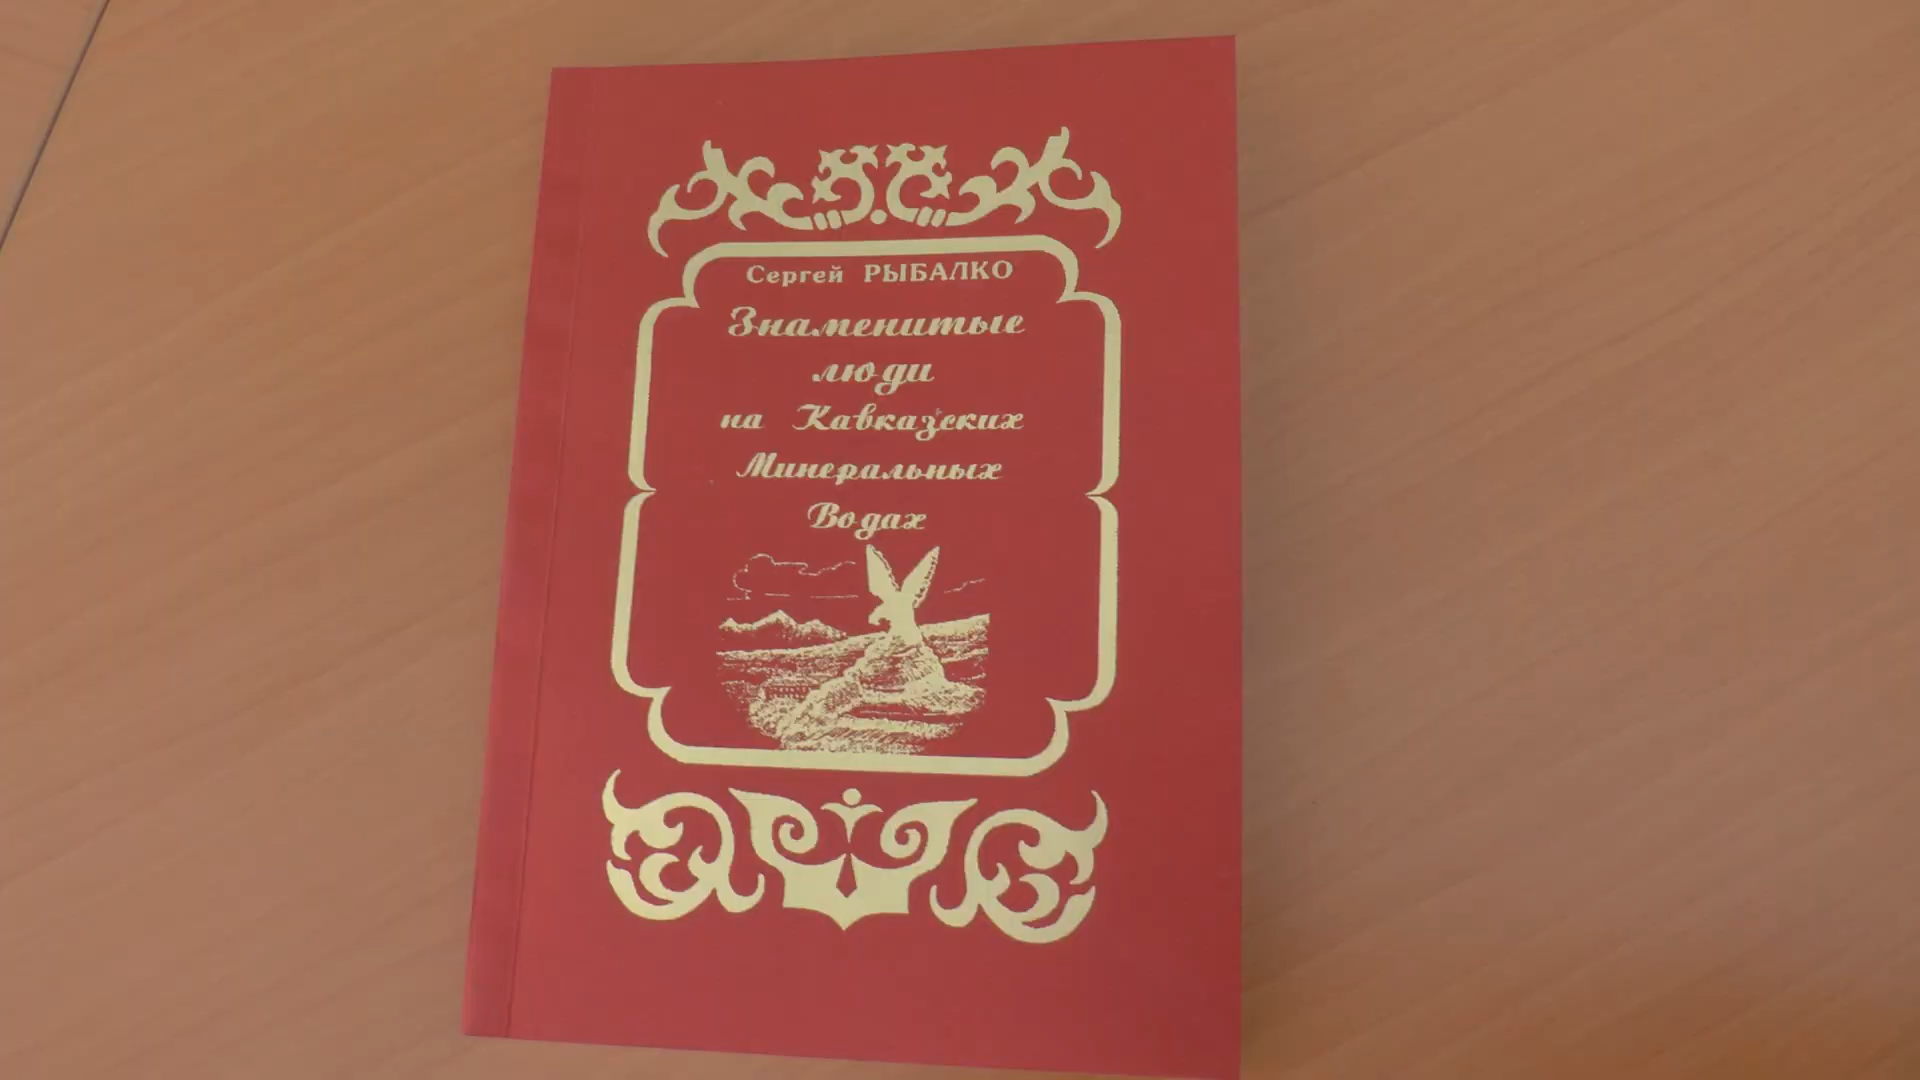 Сергей РЫБАЛКО
Знаменитые
люди
на Кавказских
Минеральных
Водах